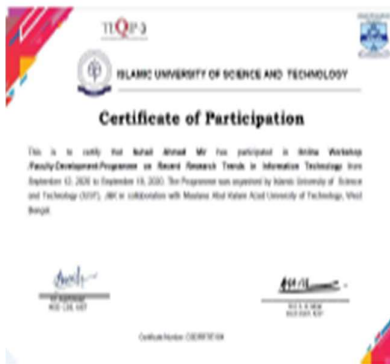 TEQIP-3
ISLAMIC UNIVERSITY OF SCIENCE AND TECHNOLOGY
Certificate of Participation
This is to certify that Suhail Ahmad Mir has participated in Online Workshop
/Faculty Development Programme on Recent Research Trends in Information Technology from
September 12, 2020 to September 18, 2020. The Programme was organised by Islamic University of Science
and Technology (IUST), J&K in collaboration with Maulana Abul Kalam Azad University of Technology, West
Bengal.
Certificate Number: